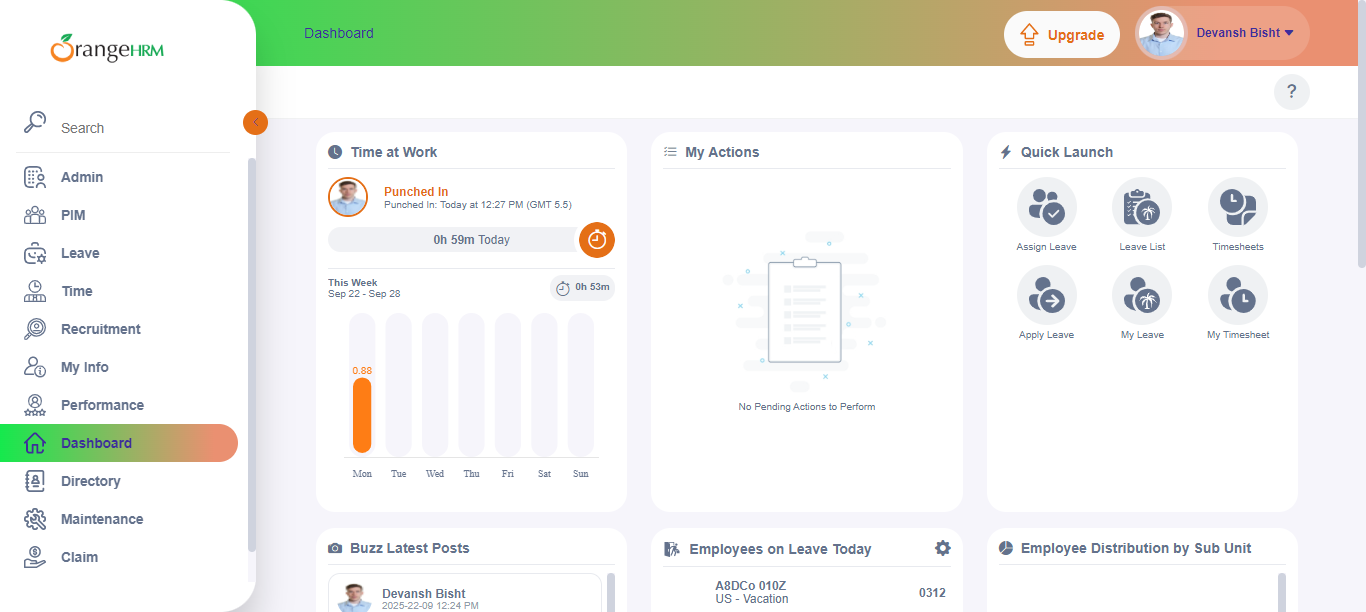 OrangeHRM
Dashboard
Upgrade
Devansh Bisht
?
Search
Admin
PIM
Leave
Time
Recruitment
My Info
Performance
Dashboard
Directory
Maintenance
Claim
Time at Work
Punched In
Punched In: Today at 12:27 PM (GMT 5.5)
0h 59m Today
This Week
Sep 22 - Sep 28
0h 53m
0.88
Mon Tue Wed Thu Fri Sat Sun
My Actions
No Pending Actions to Perform
Quick Launch
Assign Leave Leave List Timesheets
Apply Leave My Leave My Timesheet
Buzz Latest Posts
Devansh Bisht
2025-22-09 12:24 PM
Employees on Leave Today
A8DCo 010Z
US - Vacation
0312
Employee Distribution by Sub Unit